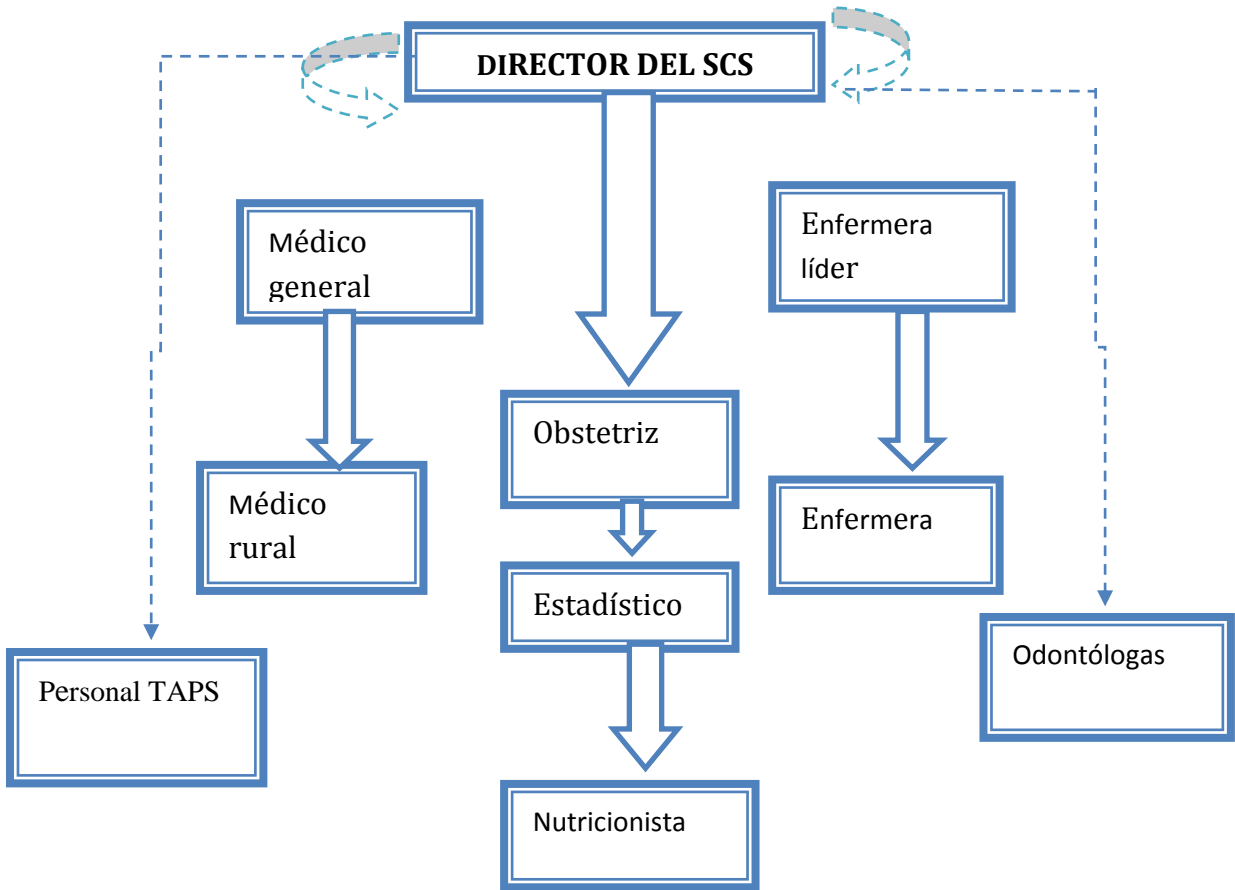 DIRECTOR DEL SCS
Médico
general
Enfermera
líder
Obstetriz
Médico
rural
Enfermera
Estadístico
Personal TAPS
Odontólogas
Nutricionista